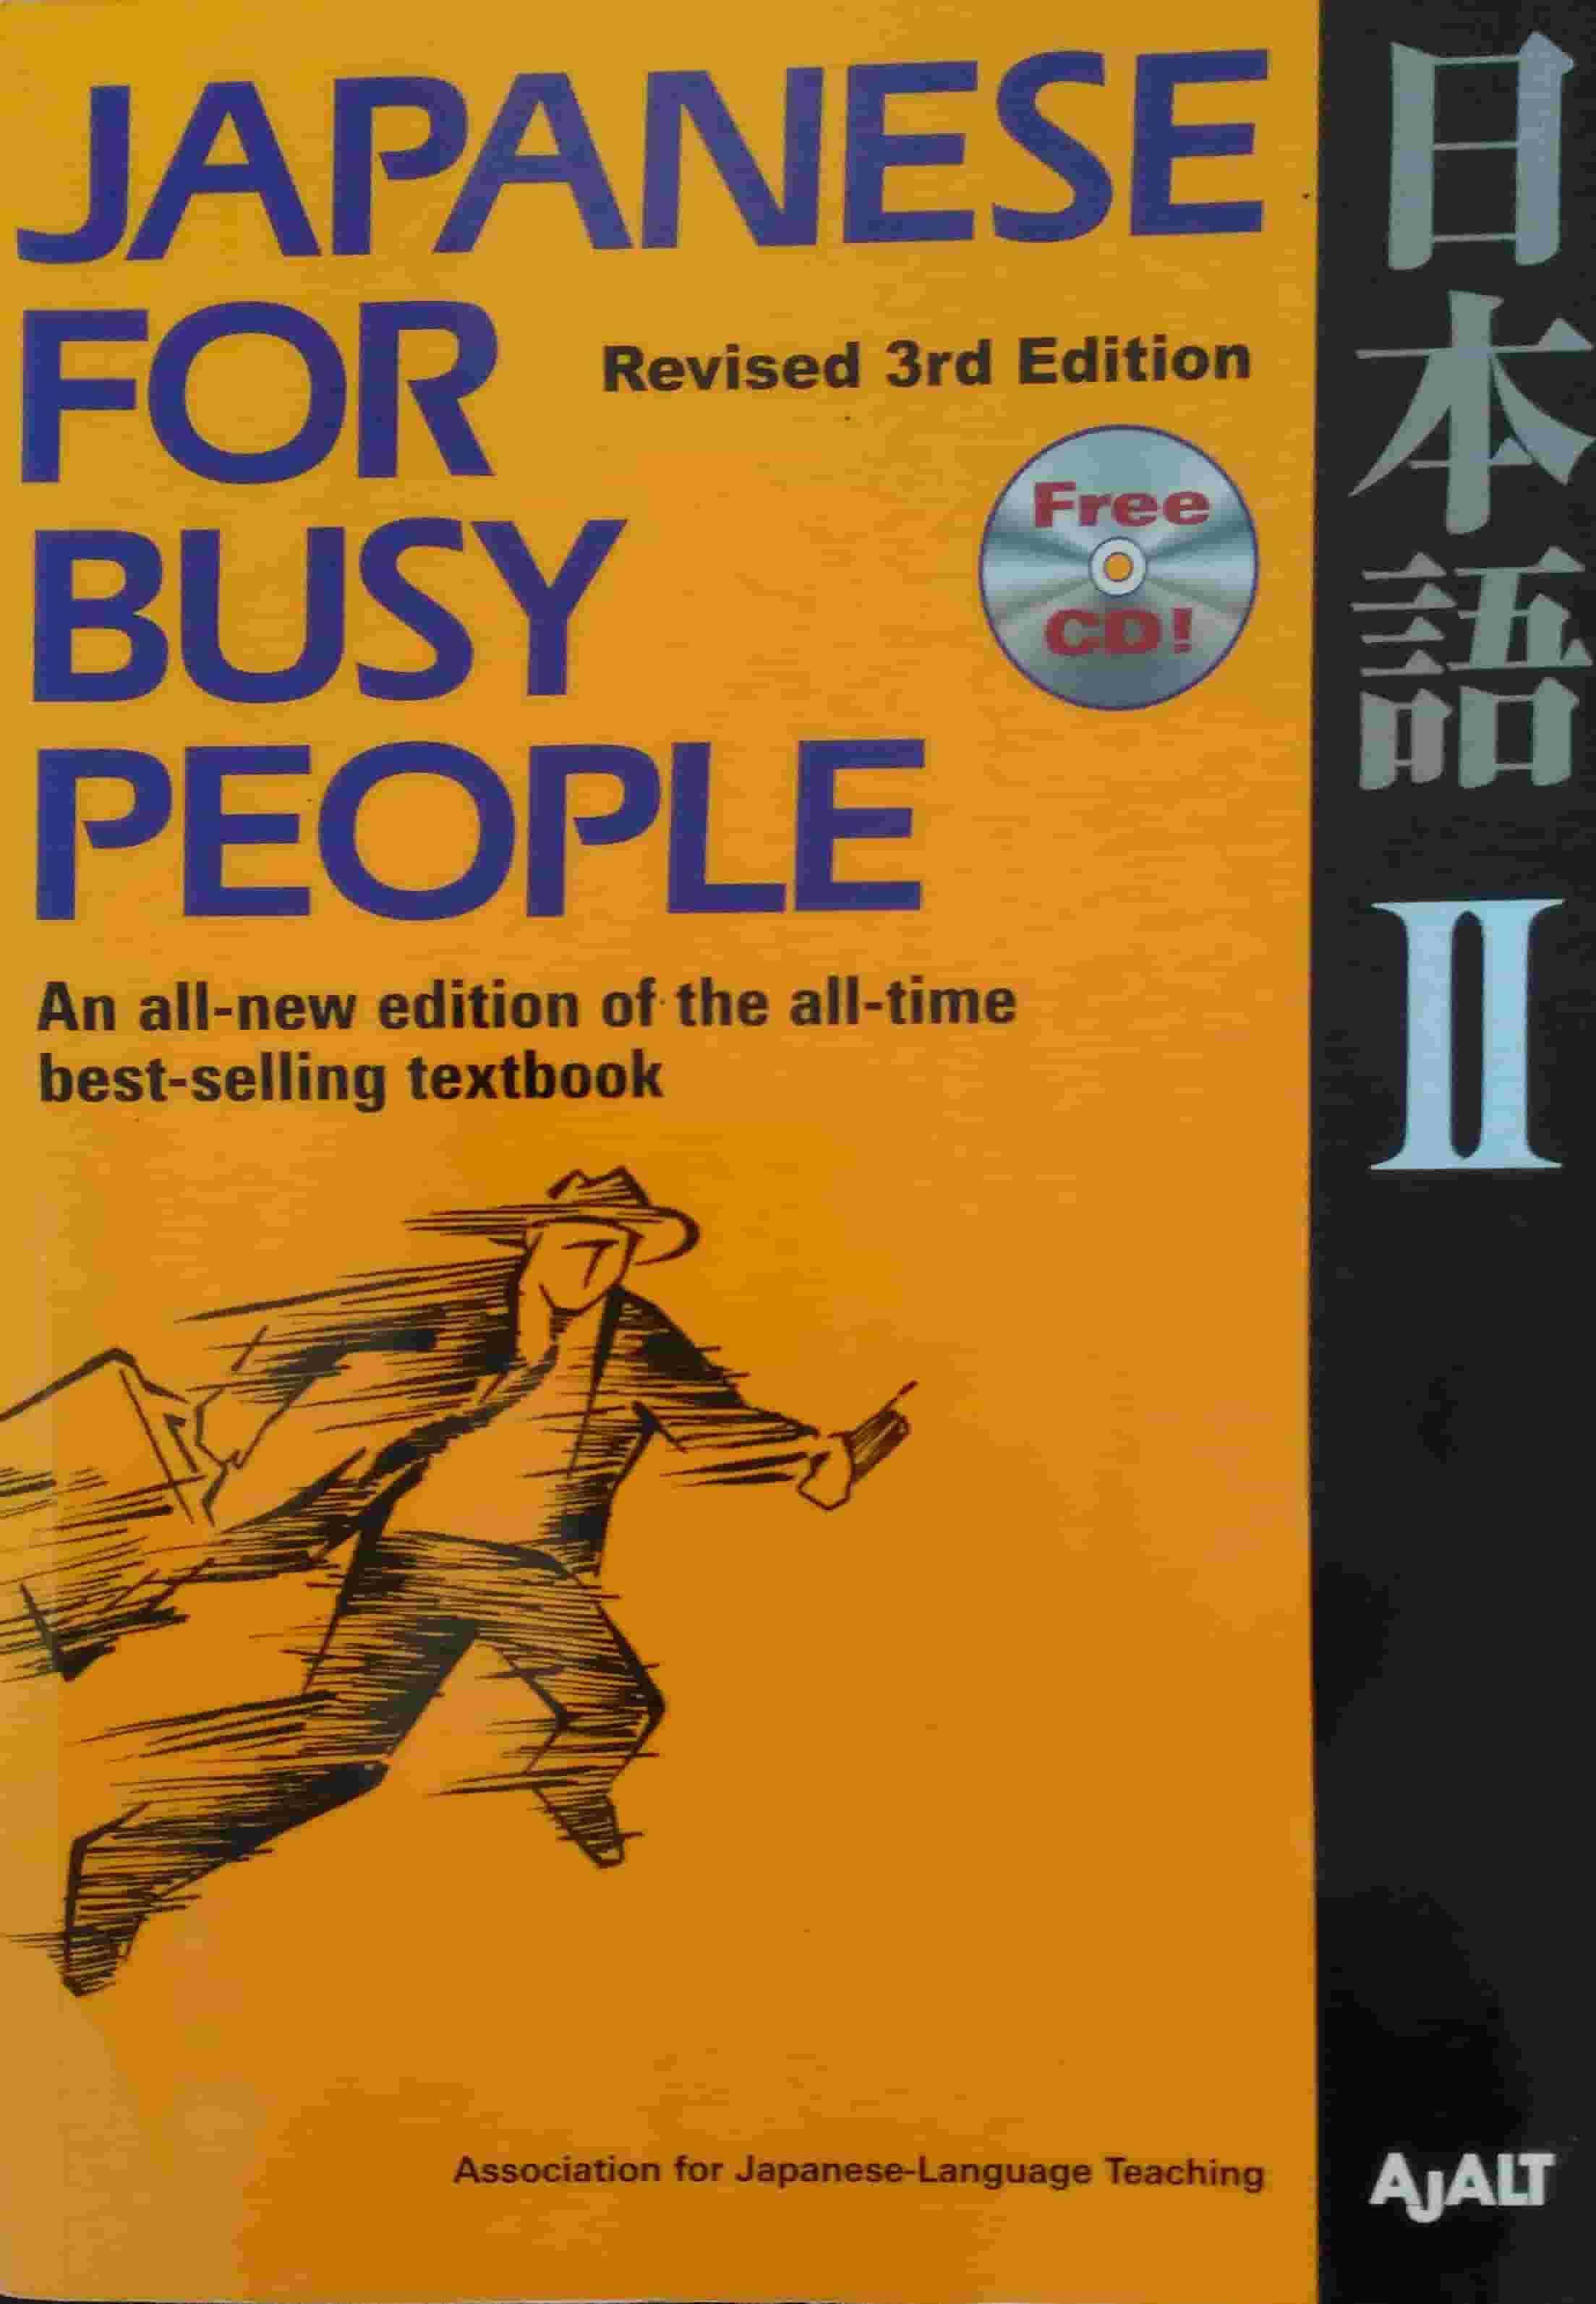 JAPANESE
FOR
Revised 3rd Edition
BUSY
Free
CD!
PEOPLE
An all-new edition of the all-time
best-selling textbook
Association for Japanese-Language Teaching
日本語
II
AJALT